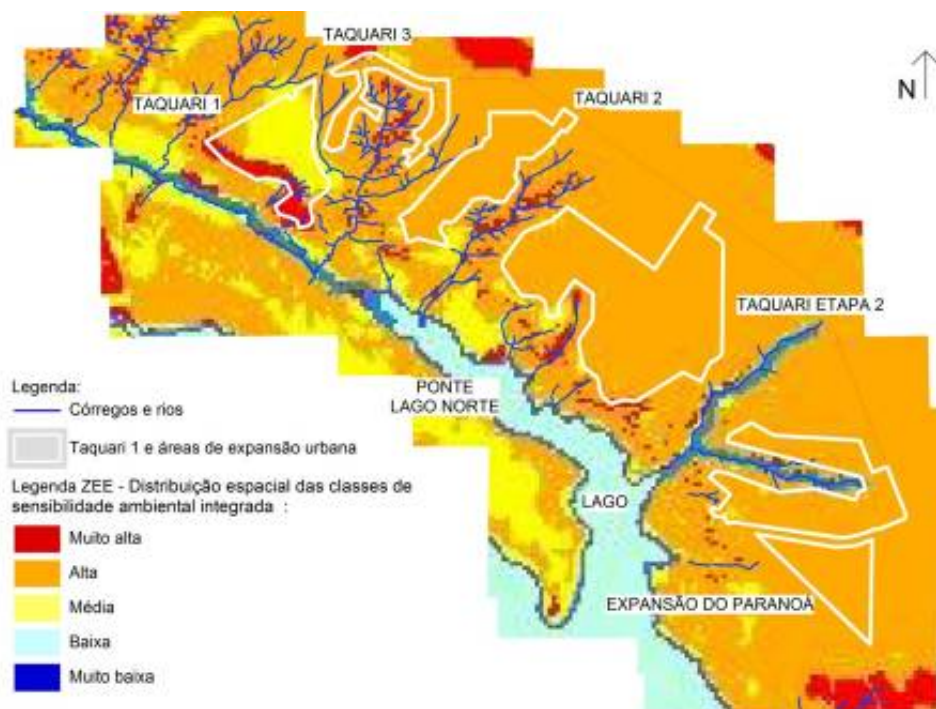 TAQUARI 3
N
TAQUARI 1
TAQUARI 2
TAQUARI ETAPA 2
PONTE
LAGO NORTE
LAGO
EXPANSÃO DO PARANOÁ
Legenda:
Córregos e rios
Taquari 1 e áreas de expansão urbana
Legenda ZEE - Distribuição espacial das classes de
sensibilidade ambiental integrada :
Muito alta
Alta
Média
Baixa
Muito baixa